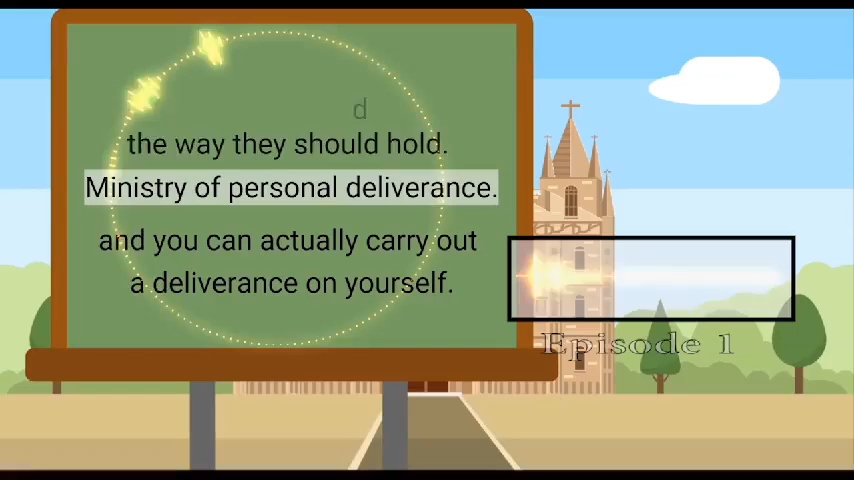 d
the way they should hold.
Ministry of personal deliverance.
and you can actually carry out
a deliverance on yourself.
Episode 1